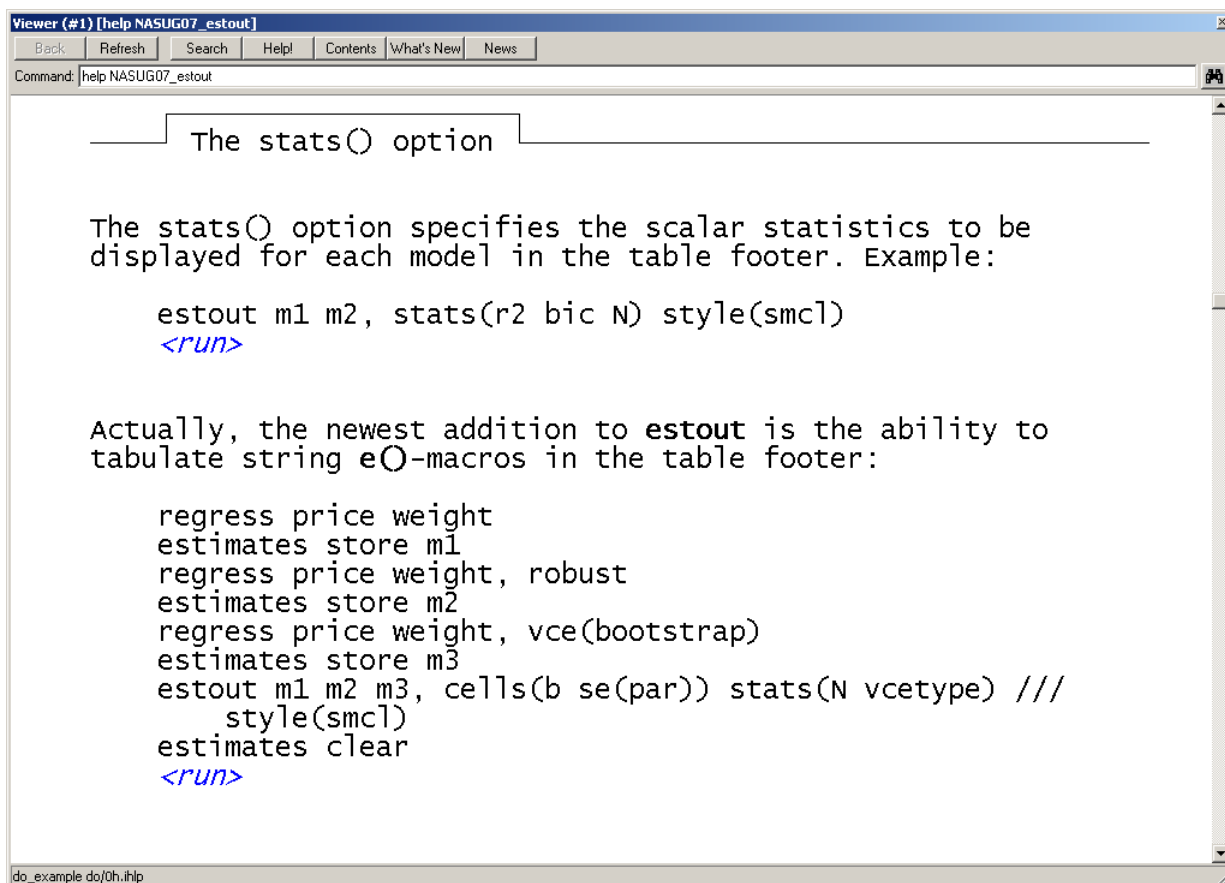 Viewer (#1) [help NASUG07_estout]
Back Refresh Search Help! Contents What's New News
Command: help NASUG07_estout
The stats() option
The stats() option specifies the scalar statistics to be
displayed for each model in the table footer. Example:
estout m1 m2, stats(r2 bic N) style(smcl)
<run>
Actually, the newest addition to estout is the ability to
tabulate string e()-macros in the table footer:
regress price weight
estimates store m1
regress price weight, robust
estimates store m2
regress price weight, vce(bootstrap)
estimates store m3
estout m1 m2 m3, cells(b se(par)) stats(N vcetype) ///
style(smcl)
estimates clear
<run>
do_example do/0h.ihlp